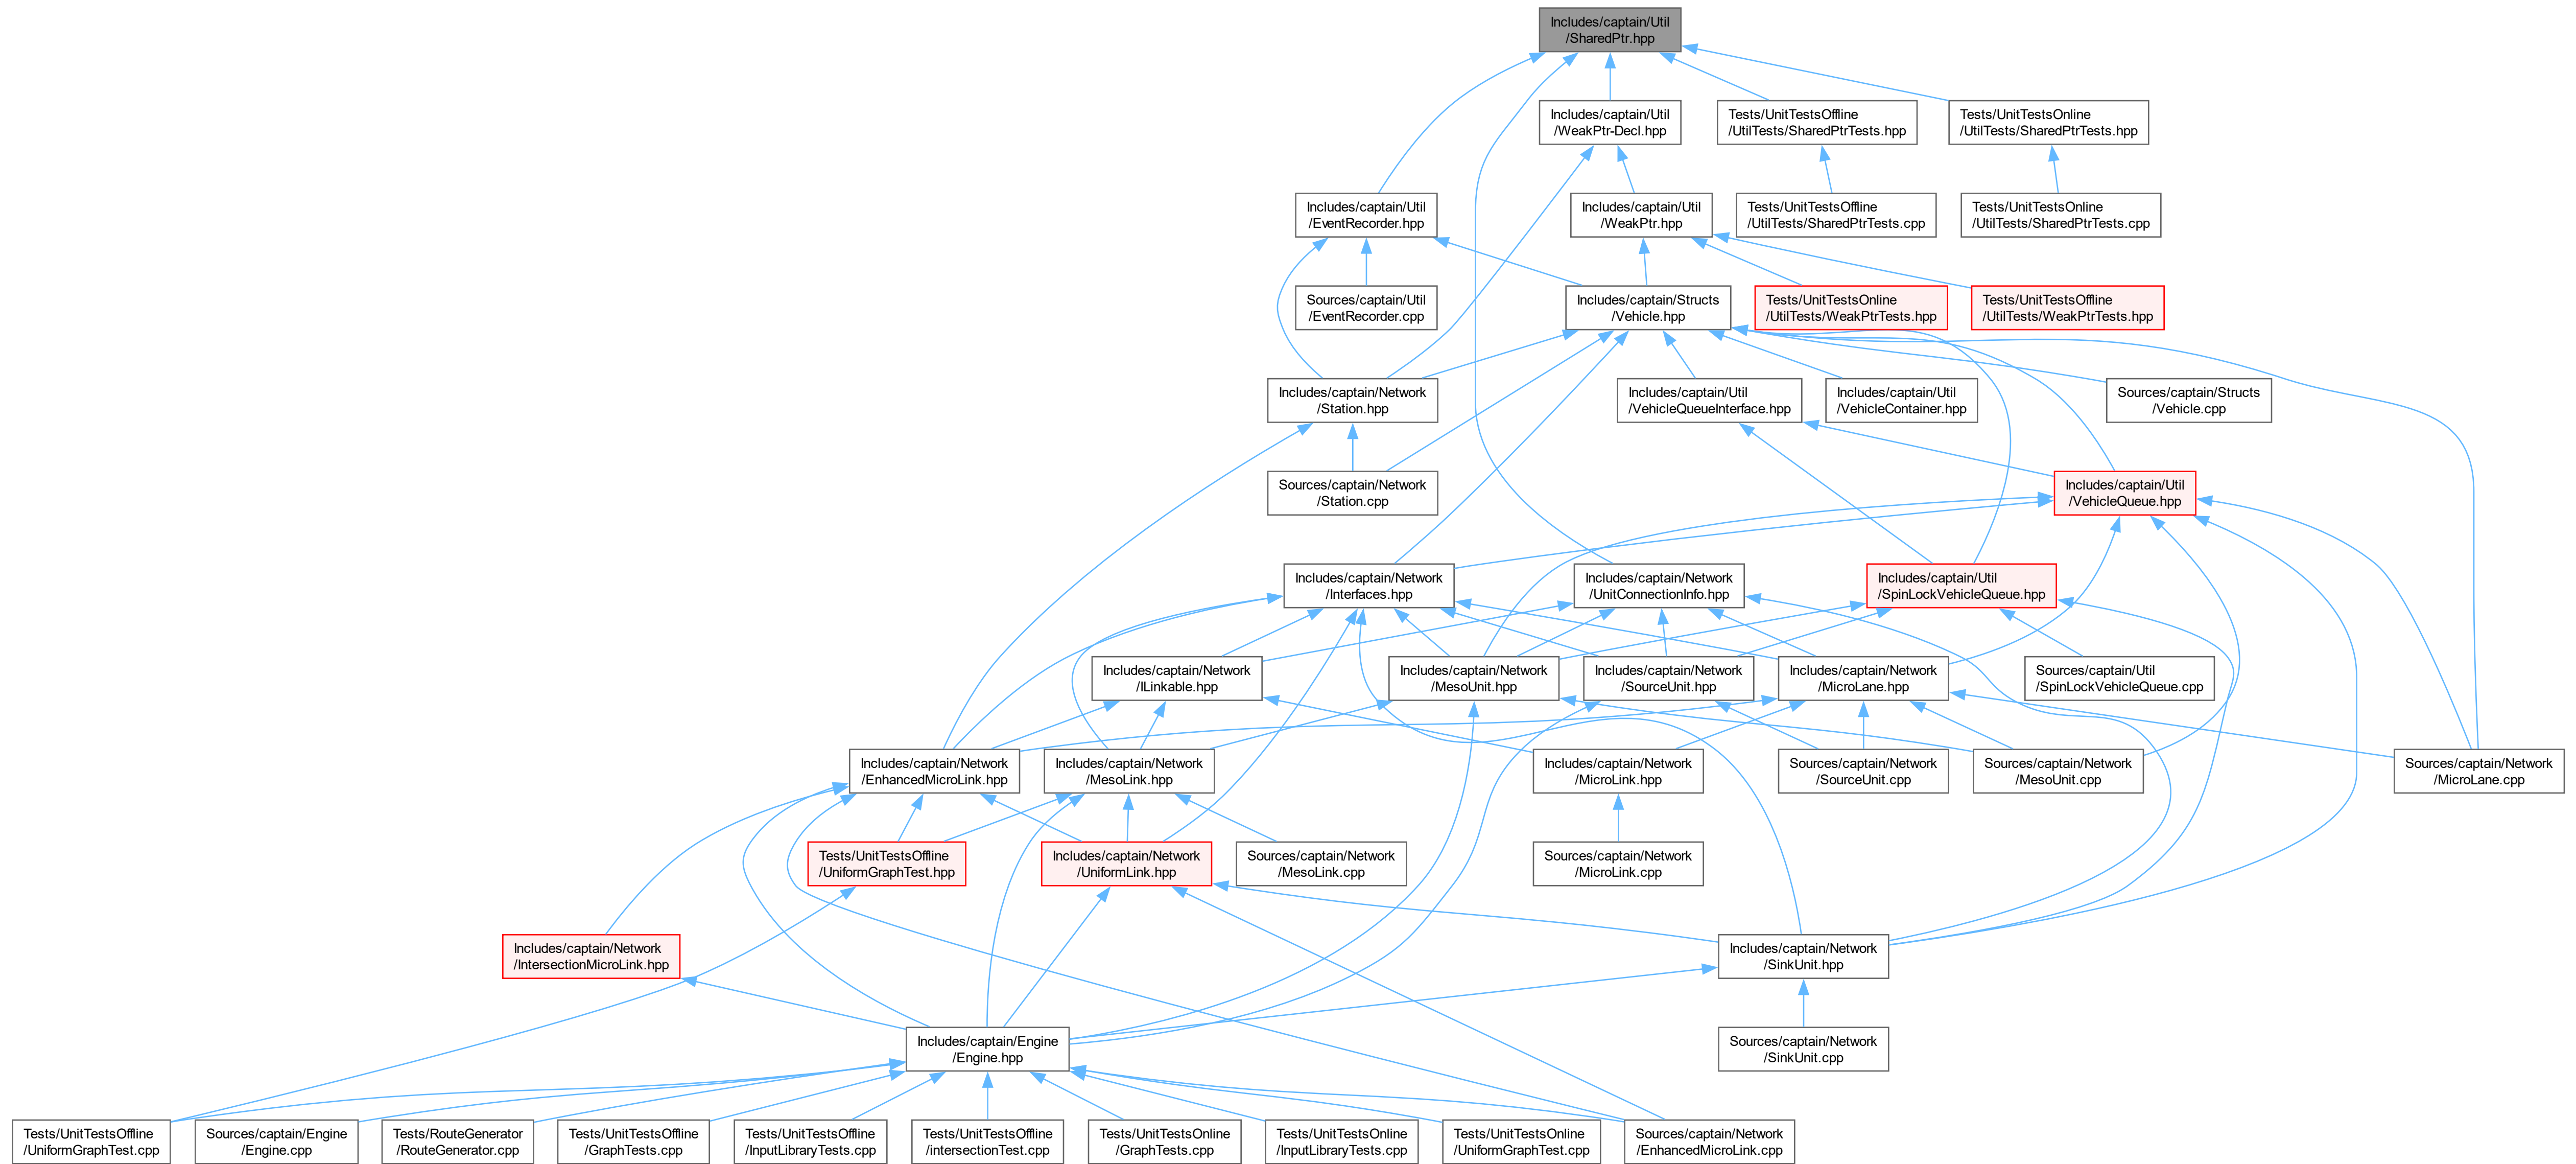 Includes/captain/Util
/SharedPtr.hpp
Includes/captain/Util
/WeakPtr-Decl.hpp
Tests/UnitTestsOffline
/UtilTests/SharedPtrTests.hpp
Tests/UnitTestsOnline
/UtilTests/SharedPtrTests.hpp
Includes/captain/Util
/EventRecorder.hpp
Includes/captain/Util
/WeakPtr.hpp
Tests/UnitTestsOffline
/UtilTests/SharedPtrTests.cpp
Tests/UnitTestsOnline
/UtilTests/SharedPtrTests.cpp
Sources/captain/Util
/EventRecorder.cpp
Includes/captain/Structs
/Vehicle.hpp
Tests/UnitTestsOnline
/UtilTests/WeakPtrTests.hpp
Tests/UnitTestsOffline
/UtilTests/WeakPtrTests.hpp
Includes/captain/Network
/Station.hpp
Includes/captain/Util
/VehicleQueueInterface.hpp
Includes/captain/Util
/VehicleContainer.hpp
Sources/captain/Structs
/Vehicle.cpp
Sources/captain/Network
/Station.cpp
Includes/captain/Util
/VehicleQueue.hpp
Includes/captain/Network
/Interfaces.hpp
Includes/captain/Network
/UnitConnectionInfo.hpp
Includes/captain/Util
/SpinLockVehicleQueue.hpp
Includes/captain/Network
/ILinkable.hpp
Includes/captain/Network
/MesoUnit.hpp
Includes/captain/Network
/SourceUnit.hpp
Includes/captain/Network
/MicroLane.hpp
Sources/captain/Util
/SpinLockVehicleQueue.cpp
Includes/captain/Network
/EnhancedMicroLink.hpp
Includes/captain/Network
/MesoLink.hpp
Includes/captain/Network
/MicroLink.hpp
Sources/captain/Network
/SourceUnit.cpp
Sources/captain/Network
/MesoUnit.cpp
Sources/captain/Network
/MicroLane.cpp
Tests/UnitTestsOffline
/UniformGraphTest.hpp
Includes/captain/Network
/UniformLink.hpp
Sources/captain/Network
/MesoLink.cpp
Sources/captain/Network
/MicroLink.cpp
Includes/captain/Network
/IntersectionMicroLink.hpp
Includes/captain/Network
/SinkUnit.hpp
Includes/captain/Engine
/Engine.hpp
Sources/captain/Network
/SinkUnit.cpp
Tests/UnitTestsOffline
/UniformGraphTest.cpp
Sources/captain/Engine
/Engine.cpp
Tests/RouteGenerator
/RouteGenerator.cpp
Tests/UnitTestsOffline
/GraphTests.cpp
Tests/UnitTestsOffline
/InputLibraryTests.cpp
Tests/UnitTestsOffline
/intersectionTest.cpp
Tests/UnitTestsOnline
/GraphTests.cpp
Tests/UnitTestsOnline
/InputLibraryTests.cpp
Tests/UnitTestsOnline
/UniformGraphTest.cpp
Sources/captain/Network
/EnhancedMicroLink.cpp